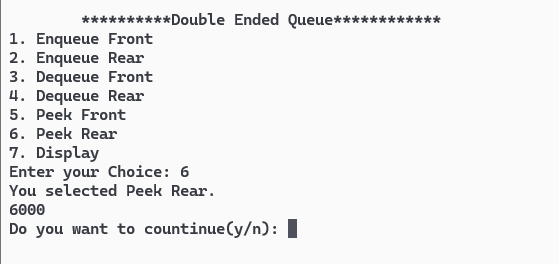 **********Double Ended Queue************
1. Enqueue Front
2. Enqueue Rear
3. Dequeue Front
4. Dequeue Rear
5. Peek Front
6. Peek Rear
7. Display
Enter your Choice: 6
You selected Peek Rear.
6000
Do you want to countinue(y/n):